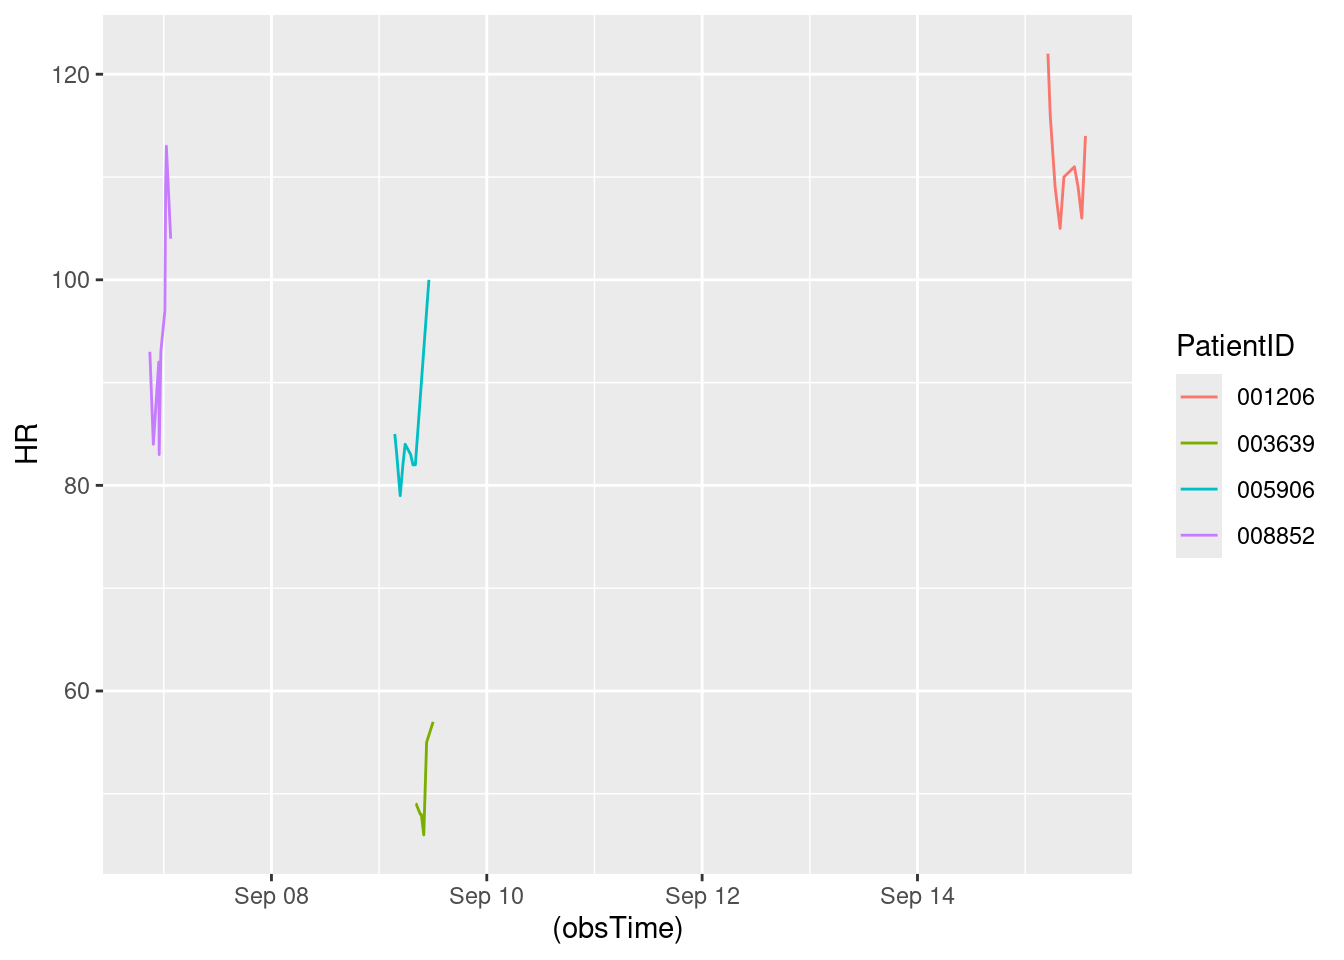 HR
120
100
80
60
Sep 08
Sep 10
Sep 12
Sep 14
(obsTime)
PatientID
001206
003639
005906
008852